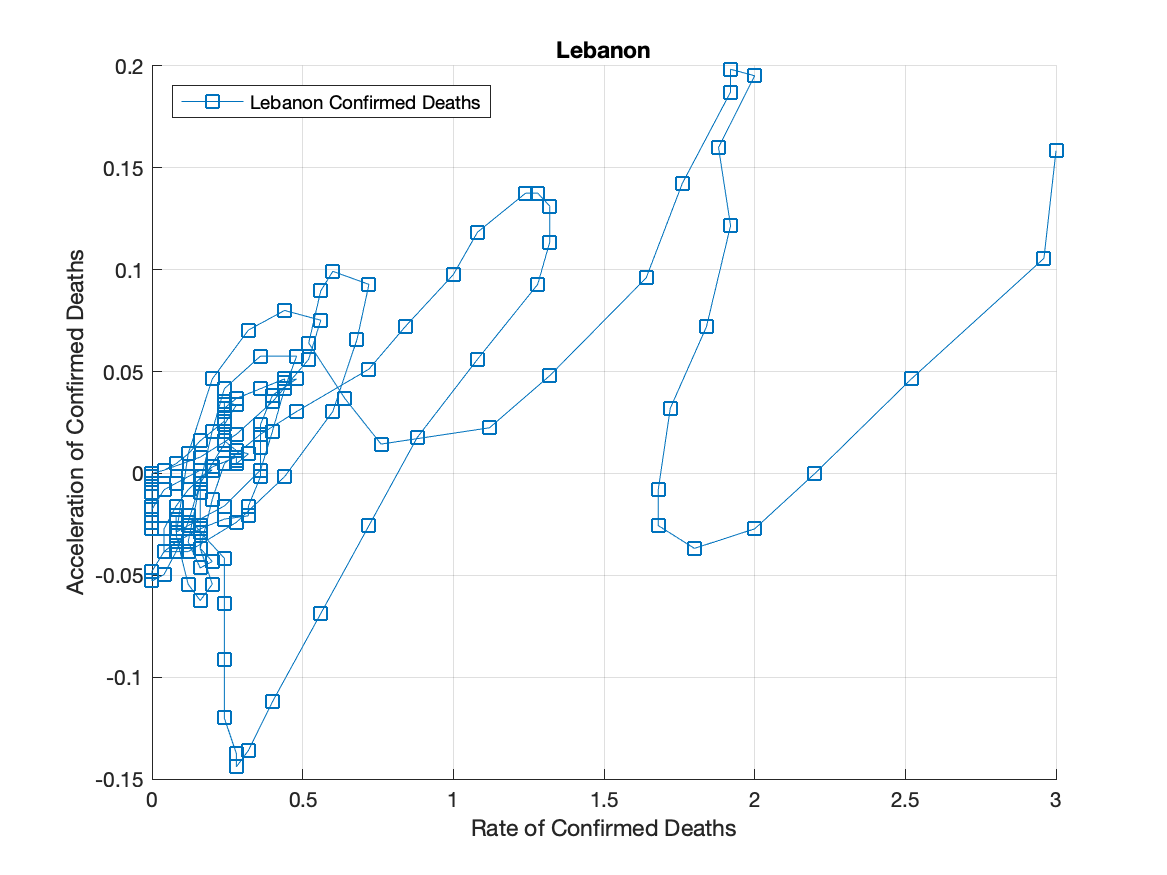 Lebanon
Lebanon Confirmed Deaths
Acceleration of Confirmed Deaths
0.2
0.15
0.1
0.05
0
-0.05
-0.1
-0.15
0 0.5 1 1.5 2 2.5 3
Rate of Confirmed Deaths